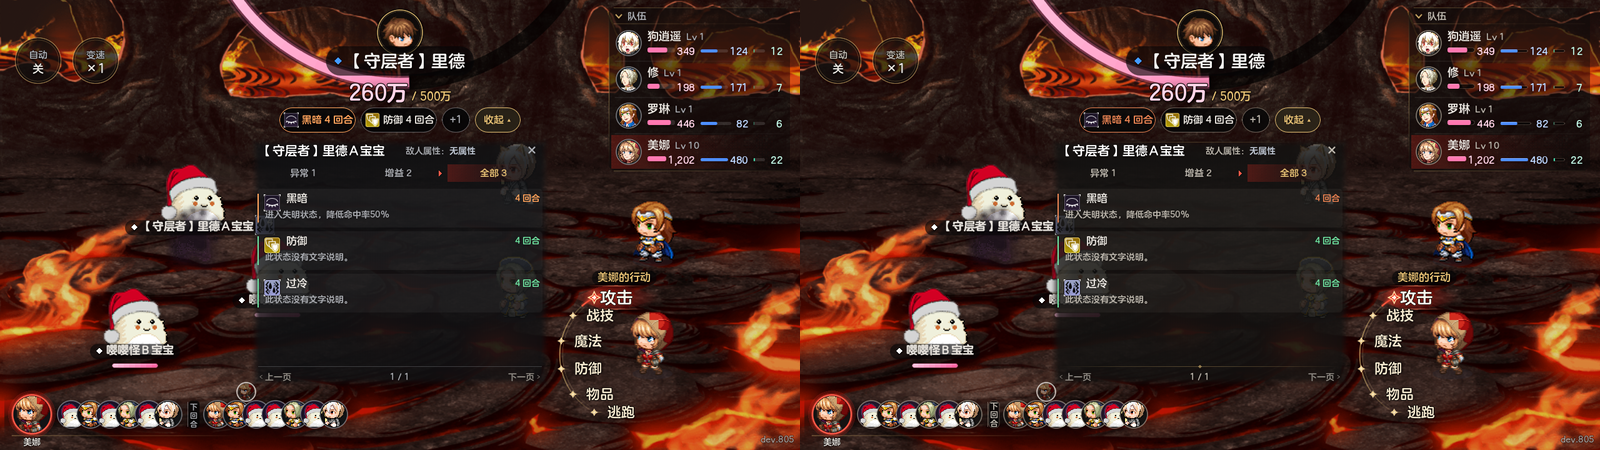 自动
关
变速
×1
【守层者】里德
260万 / 500万
黑暗 4 回合
防御 4 回合
+1
收起
队伍
狗逍遥 Lv 1
349 124 12
修 Lv 1
198 171 7
罗琳 Lv 1
446 82 6
美娜 Lv 10
1,202 480 22
【守层者】里德A宝宝
敌人属性：无属性
异常 1
增益 2
全部 3
黑暗
4 回合
进入失明状态，降低命中率50%
防御
4 回合
此状态没有文字说明。
过冷
4 回合
此状态没有文字说明。
上一页
1 / 1
下一页
【守层者】里德A宝宝
嘤嘤怪B宝宝
美娜的行动
攻击
战技
魔法
防御
物品
逃跑
美娜
下回合
dev.805
自动
关
变速
×1
【守层者】里德
260万 / 500万
黑暗 4 回合
防御 4 回合
+1
收起
队伍
狗逍遥 Lv 1
349 124 12
修 Lv 1
198 171 7
罗琳 Lv 1
446 82 6
美娜 Lv 10
1,202 480 22
【守层者】里德A宝宝
敌人属性：无属性
异常 1
增益 2
全部 3
黑暗
4 回合
进入失明状态，降低命中率50%
防御
4 回合
此状态没有文字说明。
过冷
4 回合
此状态没有文字说明。
上一页
1 / 1
下一页
【守层者】里德A宝宝
嘤嘤怪B宝宝
美娜的行动
攻击
战技
魔法
防御
物品
逃跑
美娜
下回合
dev.805